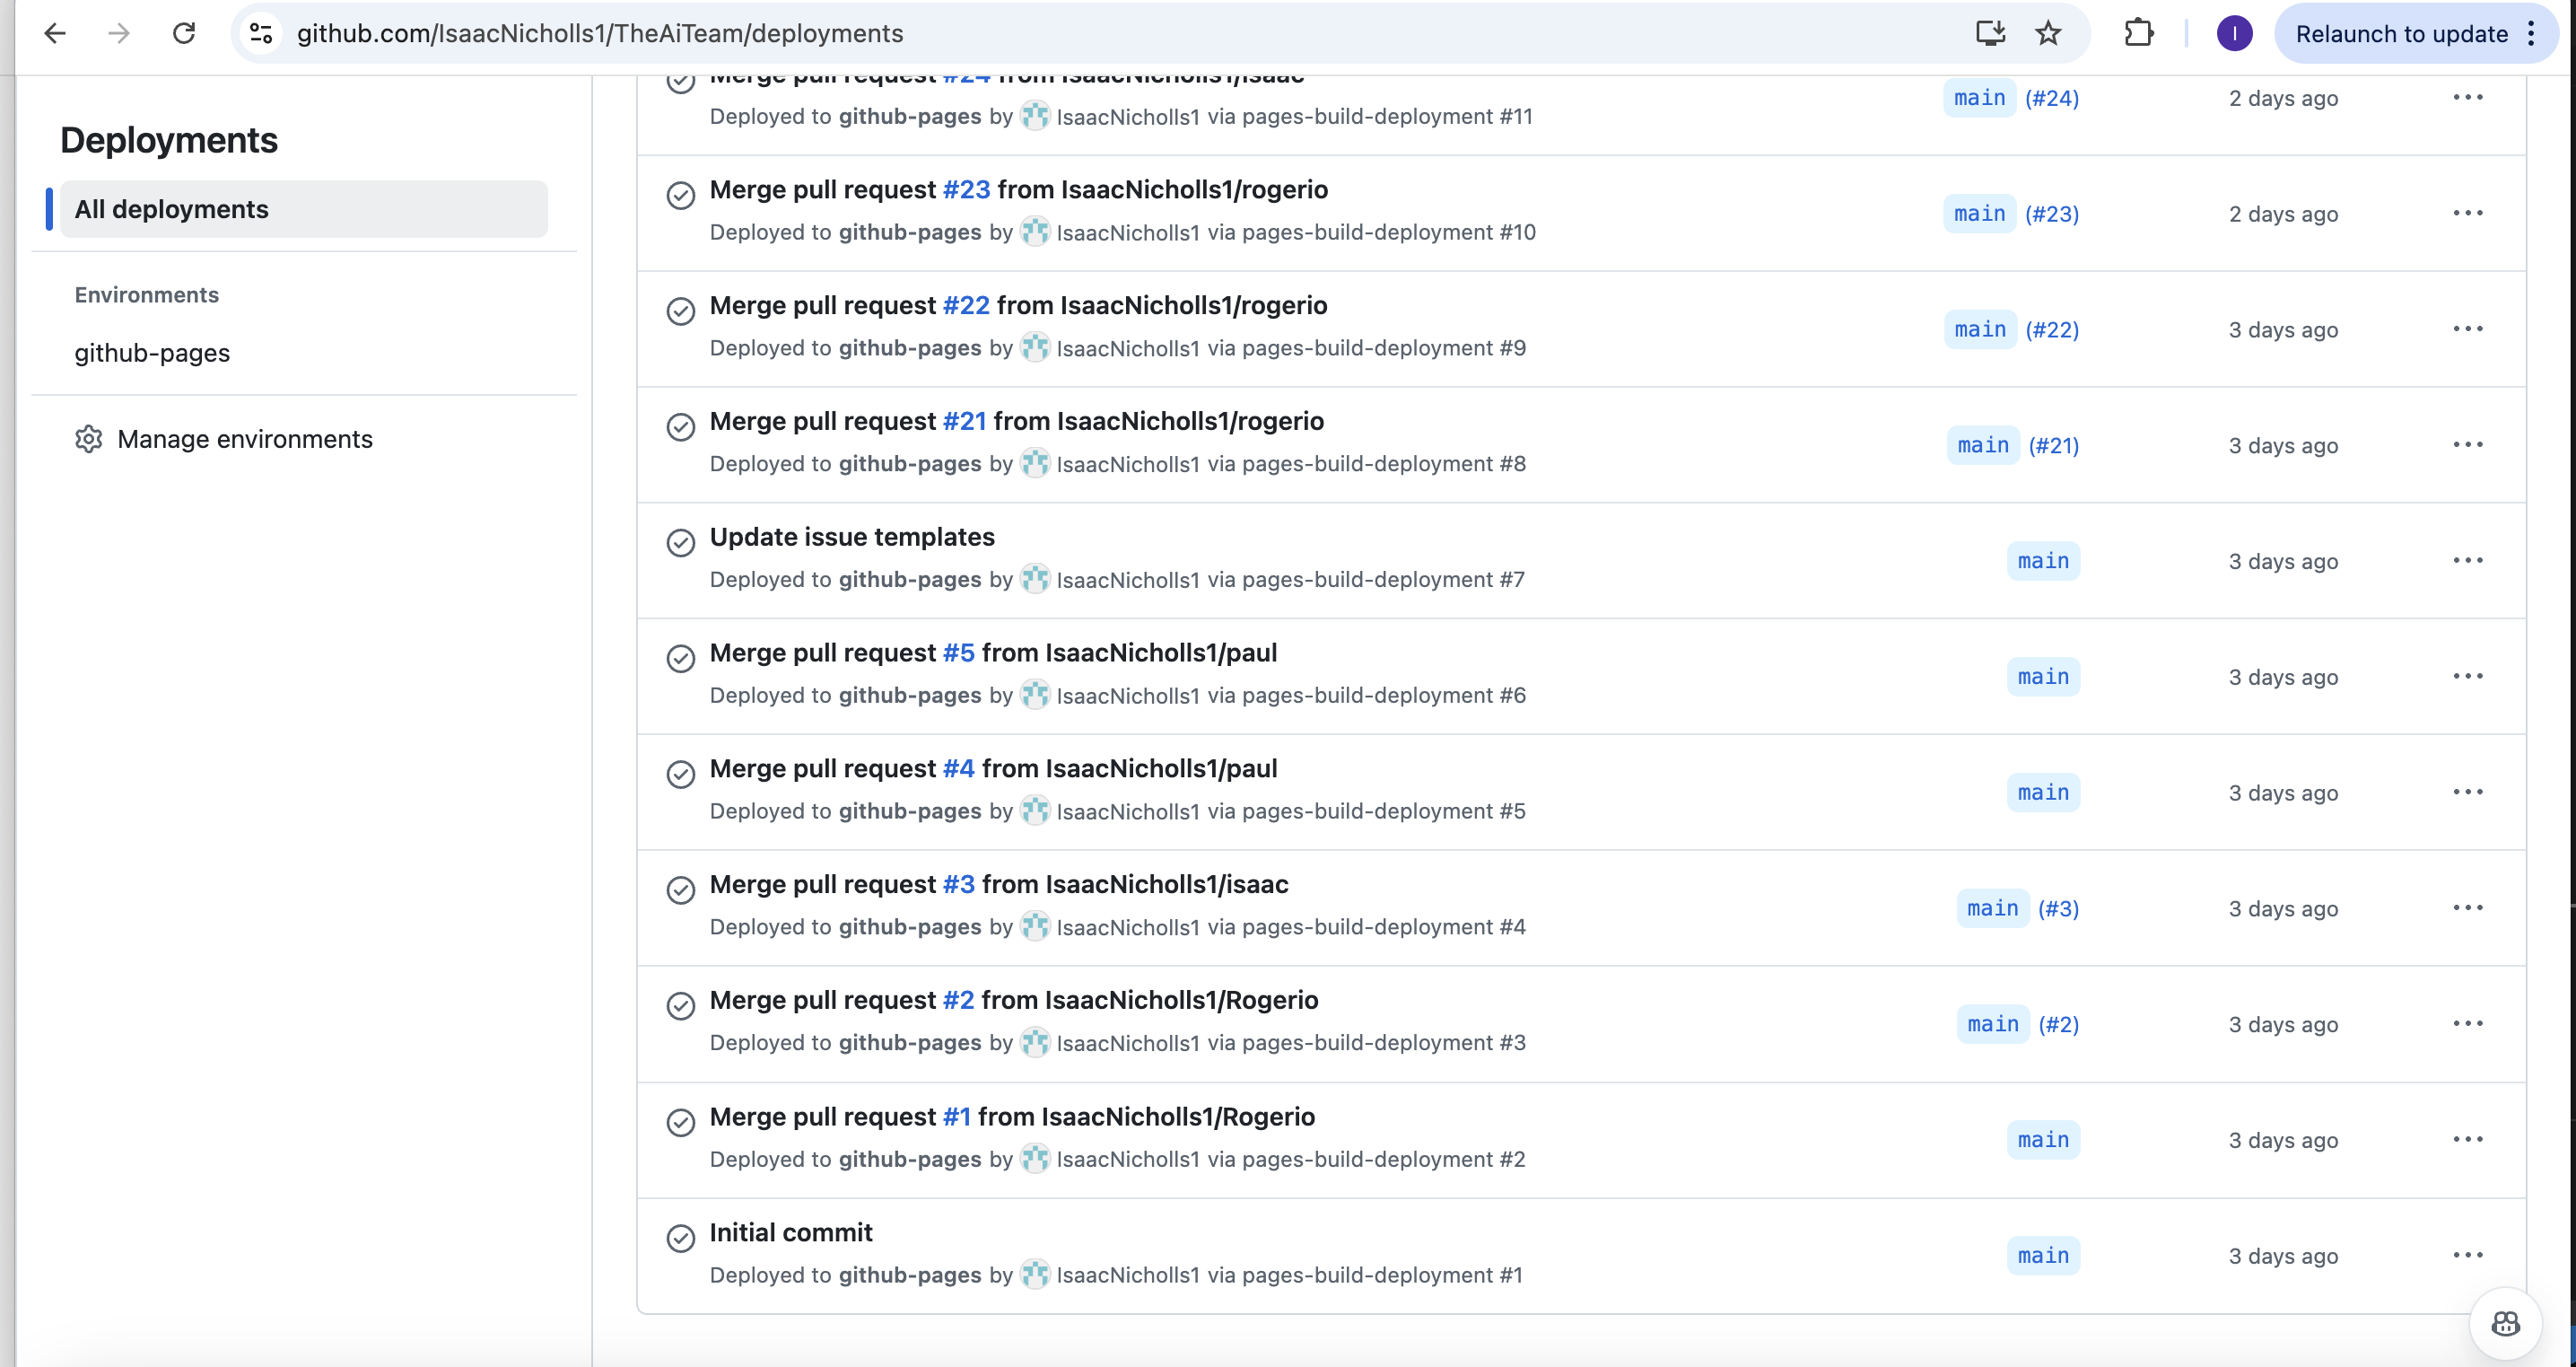 github.com/IsaacNicholls1/TheAiTeam/deployments
I
Relaunch to update
Deployments
All deployments
Environments
github-pages
Manage environments
Merge pull request #24 from IsaacNicholls1/isaac
Deployed to github-pages by IsaacNicholls1 via pages-build-deployment #11
main (#24)
2 days ago
Merge pull request #23 from IsaacNicholls1/rogerio
Deployed to github-pages by IsaacNicholls1 via pages-build-deployment #10
main (#23)
2 days ago
Merge pull request #22 from IsaacNicholls1/rogerio
Deployed to github-pages by IsaacNicholls1 via pages-build-deployment #9
main (#22)
3 days ago
Merge pull request #21 from IsaacNicholls1/rogerio
Deployed to github-pages by IsaacNicholls1 via pages-build-deployment #8
main (#21)
3 days ago
Update issue templates
Deployed to github-pages by IsaacNicholls1 via pages-build-deployment #7
main
3 days ago
Merge pull request #5 from IsaacNicholls1/paul
Deployed to github-pages by IsaacNicholls1 via pages-build-deployment #6
main
3 days ago
Merge pull request #4 from IsaacNicholls1/paul
Deployed to github-pages by IsaacNicholls1 via pages-build-deployment #5
main
3 days ago
Merge pull request #3 from IsaacNicholls1/isaac
Deployed to github-pages by IsaacNicholls1 via pages-build-deployment #4
main (#3)
3 days ago
Merge pull request #2 from IsaacNicholls1/Rogerio
Deployed to github-pages by IsaacNicholls1 via pages-build-deployment #3
main (#2)
3 days ago
Merge pull request #1 from IsaacNicholls1/Rogerio
Deployed to github-pages by IsaacNicholls1 via pages-build-deployment #2
main
3 days ago
Initial commit
Deployed to github-pages by IsaacNicholls1 via pages-build-deployment #1
main
3 days ago